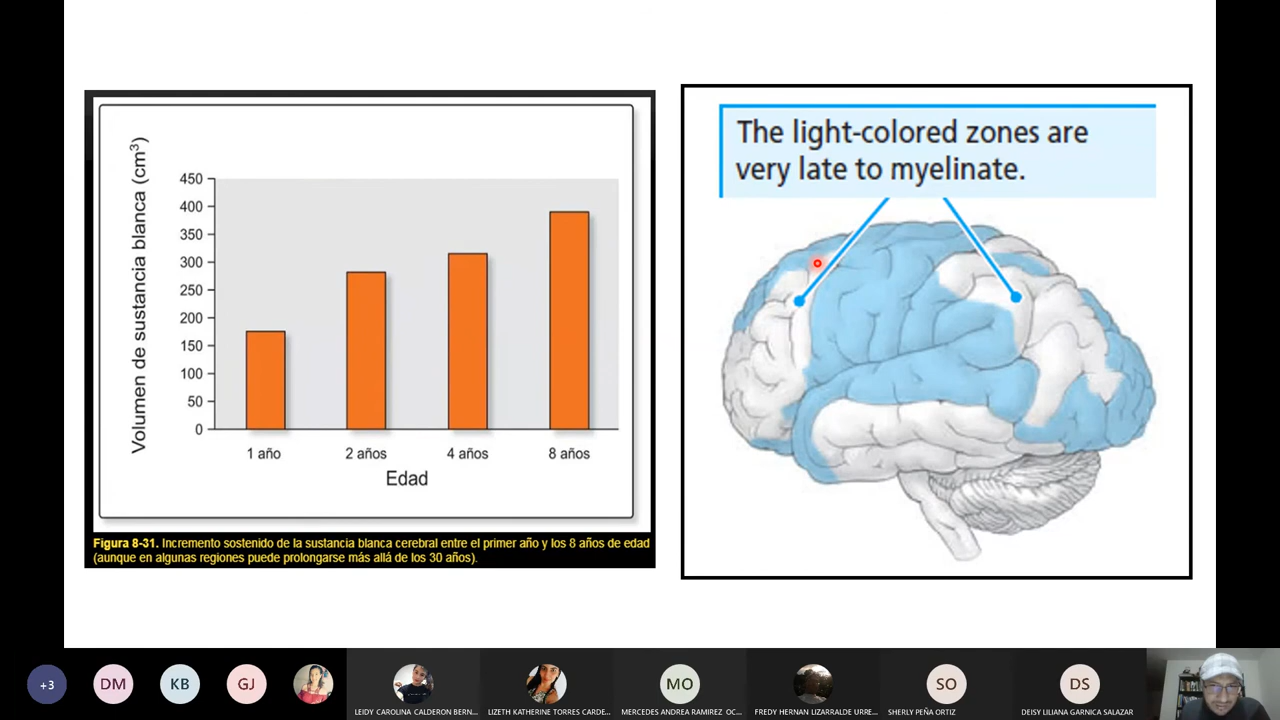 Volumen de sustancia blanca (cm³)
450
400
350
300
250
200
150
100
50
0
1 año
2 años
4 años
8 años
Edad
Figura 8-31. Incremento sostenido de la sustancia blanca cerebral entre el primer año y los 8 años de edad
(aunque en algunas regiones puede prolongarse más allá de los 30 años).
The light-colored zones are
very late to myelinate.
+3
DM
KB
GJ
LEIDY CAROLINA CALDERON BERN...
LIZETH KATHERINE TORRES CARDE...
MO
MERCEDES ANDREA RAMIREZ OC...
FREDY HERNAN LIZARRALDE URRE...
SO
SHERLY PEÑA ORTIZ
DS
DEISY LILIANA GARNICA SALAZAR